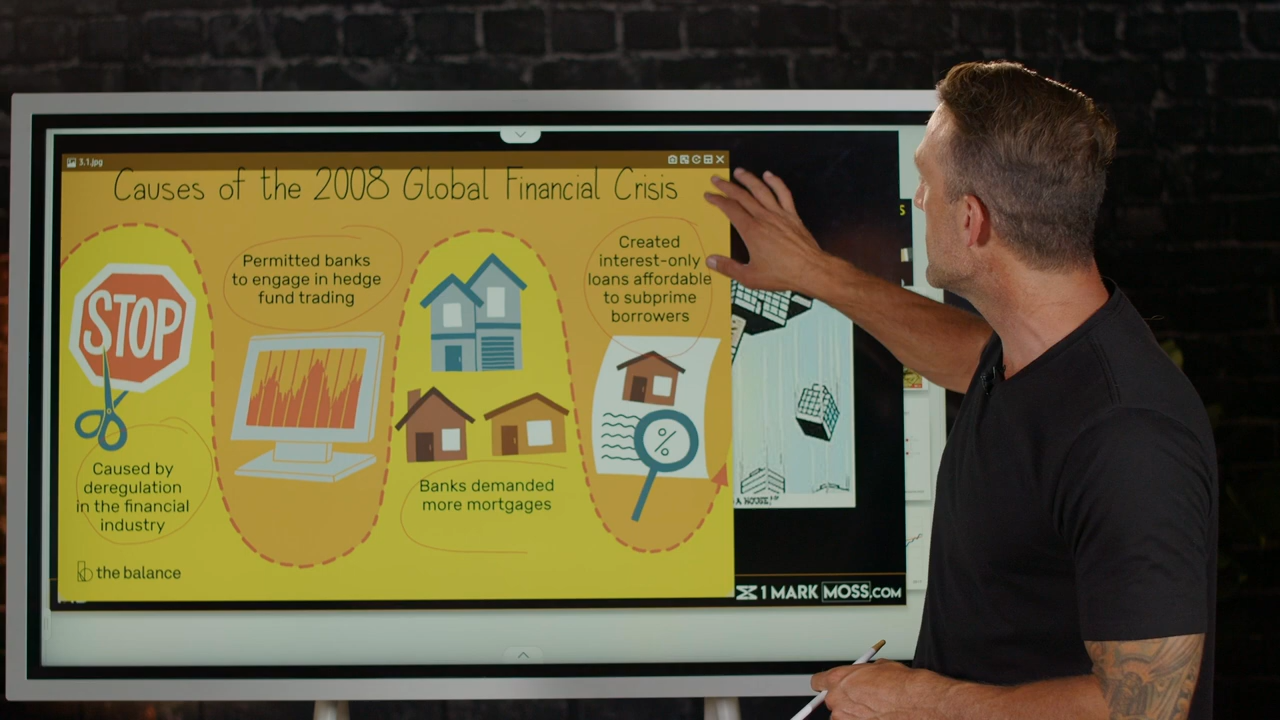 3.1.jpg
Causes of the 2008 Global Financial Crisis
STOP
Caused by
deregulation
in the financial
industry
Permitted banks
to engage in hedge
fund trading
Banks demanded
more mortgages
Created
interest-only
loans affordable
to subprime
borrowers
%
the balance
A HOUSE!"
S
1 MARK MOSS.COM